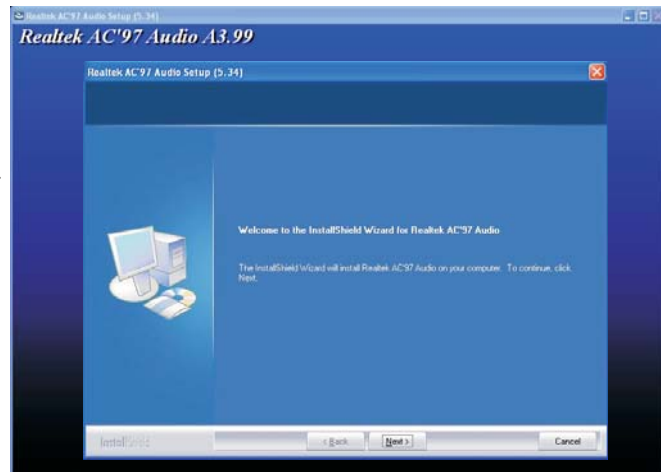 Realtek AC'97 Audio Setup (5.34)
Realtek AC'97 Audio A3.99
Realtek AC'97 Audio Setup (5.34)
Welcome to the InstallShield Wizard for Realtek AC'97 Audio
The InstallShield Wizard will install Realtek AC'97 Audio on your computer. To continue, click
Next.
InstallShield
< Back
Next >
Cancel